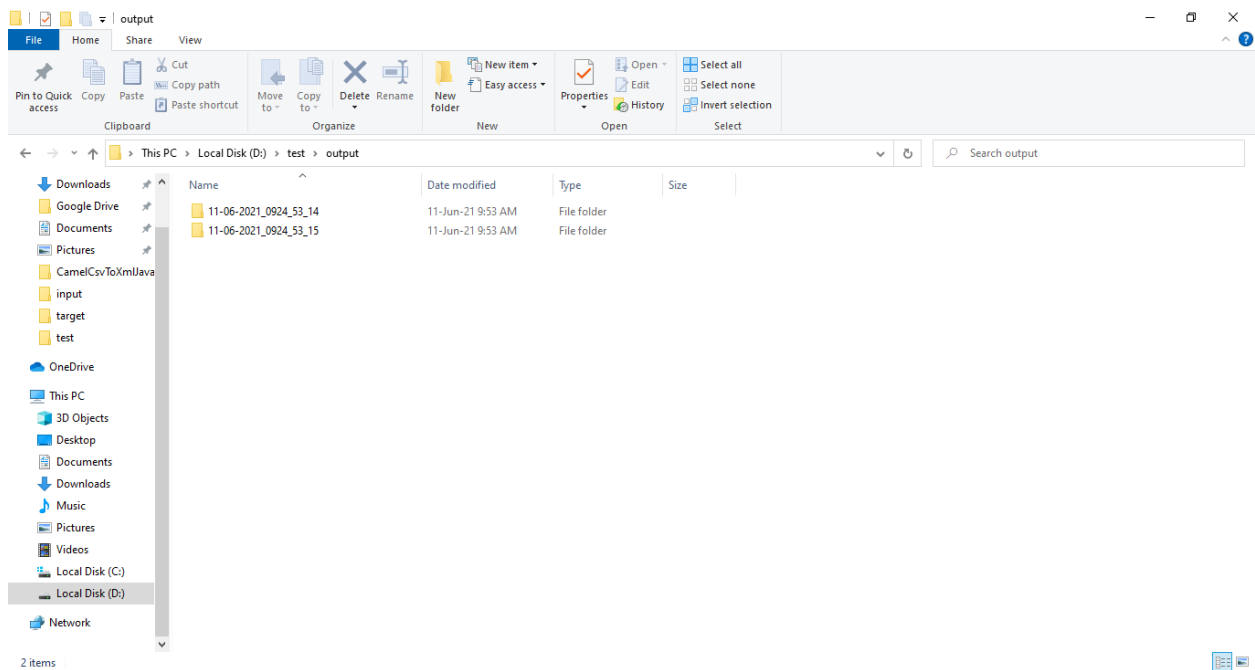 output
File Home Share View
Pin to Quick access
Copy
Paste
Cut
Copy path
Paste shortcut
Clipboard
Move to
Copy to
Delete
Rename
Organize
New folder
New item
Easy access
New
Properties
Open
Edit
History
Open
Select all
Select none
Invert selection
Select
This PC > Local Disk (D:) > test > output
Search output
Downloads
Google Drive
Documents
Pictures
CamelCsvToXmlJava
input
target
test
OneDrive
This PC
3D Objects
Desktop
Documents
Downloads
Music
Pictures
Videos
Local Disk (C:)
Local Disk (D:)
Network
Name Date modified Type Size
11-06-2021_0924_53_14 11-Jun-21 9:53 AM File folder
11-06-2021_0924_53_15 11-Jun-21 9:53 AM File folder
2 items